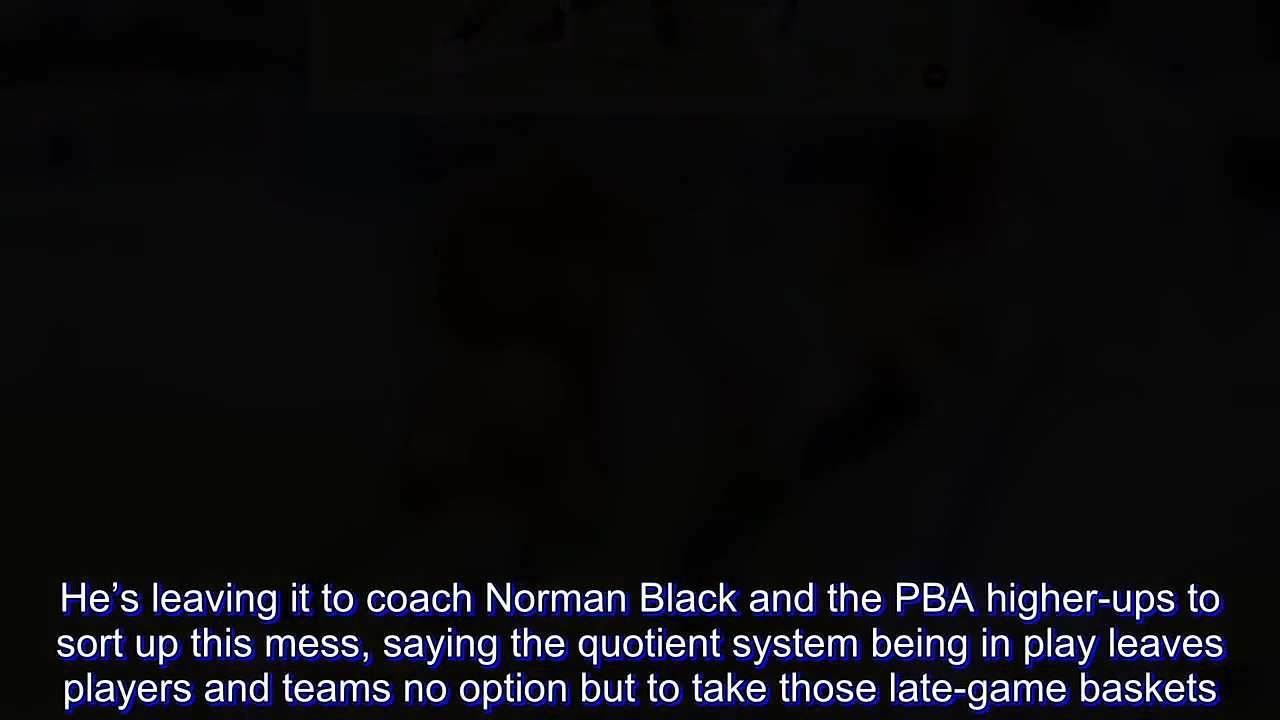 He’s leaving it to coach Norman Black and the PBA higher-ups to
sort up this mess, saying the quotient system being in play leaves
players and teams no option but to take those late-game baskets